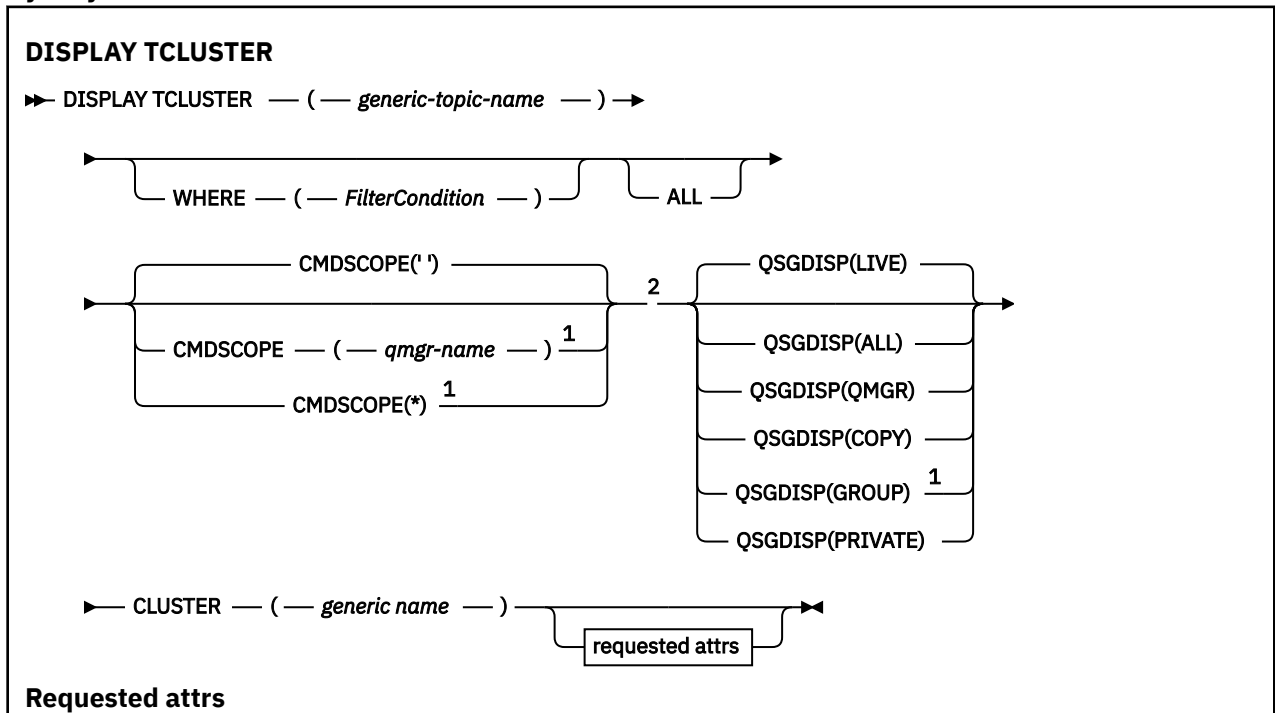 DISPLAY TCLUSTER
DISPLAY TCLUSTER ( generic-topic-name )
WHERE ( FilterCondition ) ALL
CMDSCOPE(' ')
CMDSCOPE ( qmgr-name ) 1
CMDSCOPE(*) 1
2
QSGDISP(LIVE)
QSGDISP(ALL)
QSGDISP(QMGR)
QSGDISP(COPY)
QSGDISP(GROUP) 1
QSGDISP(PRIVATE)
CLUSTER ( generic name )
requested attrs
Requested attrs